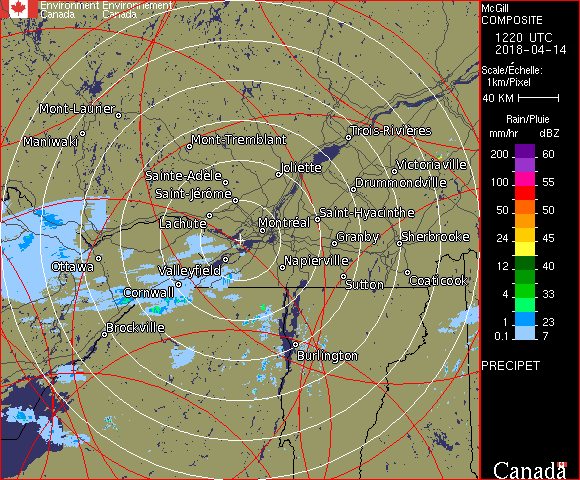 Environment Environnement
Canada Canada
McGill
COMPOSITE
1220 UTC
2018-04-14
Scale/Échelle:
1km/Pixel
40 KM
Rain/Pluie
mm/hr dBZ
200 60
150 57
100 55
50 50
24 45
12 40
4 33
1 23
0.1 7
PRECIPET
Canada
Mont-Laurier
Maniwaki
Mont-Tremblant
Trois-Rivières
Victoriaville
Sainte-Adèle
Joliette
Drummondville
Saint-Jérôme
Lachute
Montréal
Saint-Hyacinthe
Granby
Sherbrooke
Ottawa
Valleyfield
Napierville
Sutton
Coaticook
Cornwall
Brockville
Burlington